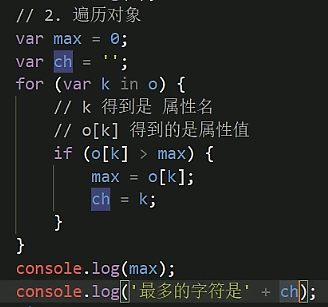 // 2. 遍历对象
var max = 0;
var ch = '';
for (var k in o) {
    // k 得到是 属性名
    // o[k] 得到的是属性值
    if (o[k] > max) {
        max = o[k];
        ch = k;
    }
}
console.log(max);
console.log('最多的字符是' + ch);